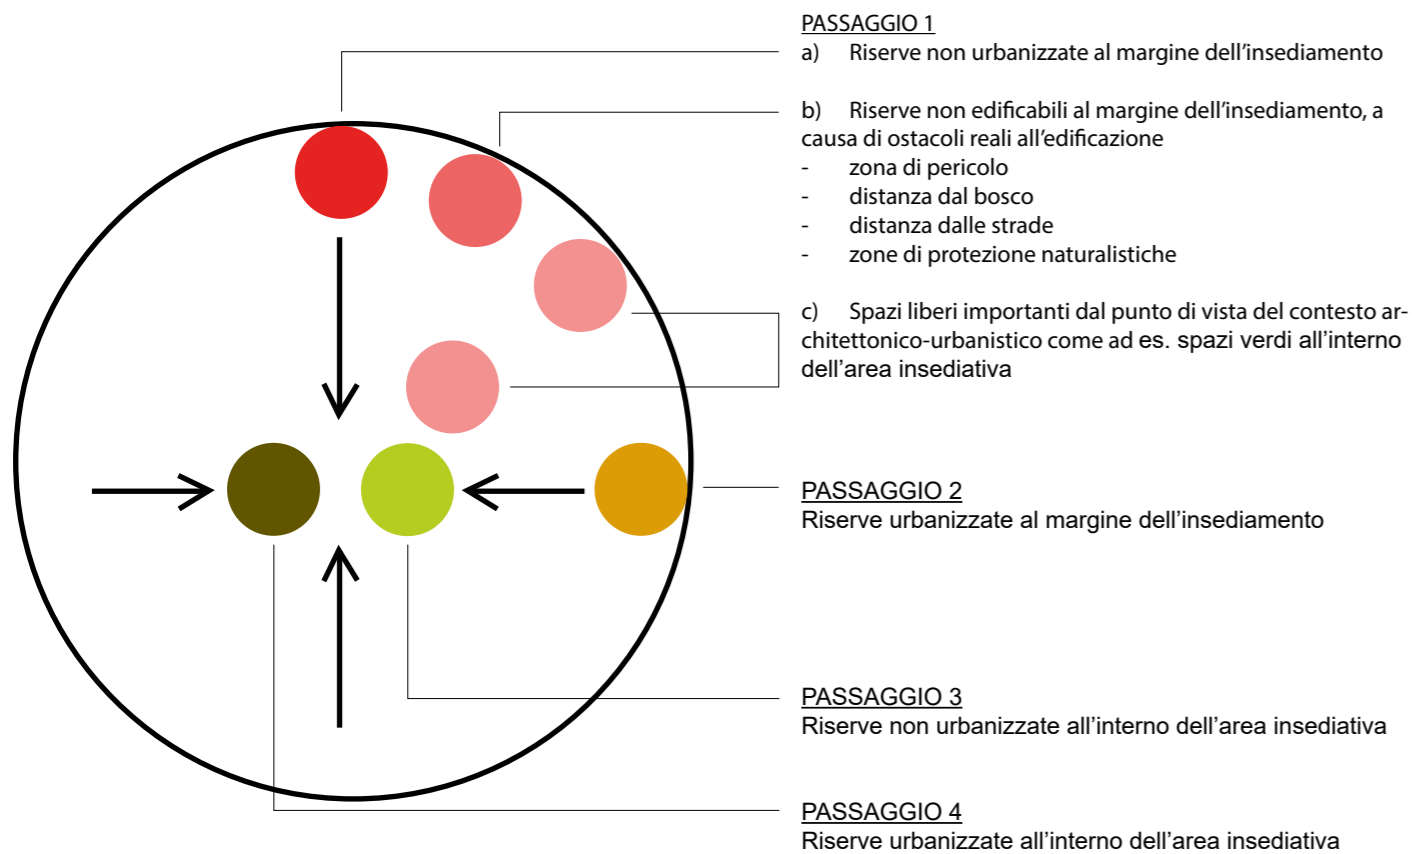 PASSAGGIO 1
a) Riserve non urbanizzate al margine dell'insediamento
b) Riserve non edificabili al margine dell'insediamento, a
causa di ostacoli reali all'edificazione
- zona di pericolo
- distanza dal bosco
- distanza dalle strade
- zone di protezione naturalistiche
c) Spazi liberi importanti dal punto di vista del contesto ar-
chitettonico-urbanistico come ad es. spazi verdi all'interno
dell'area insediativa
PASSAGGIO 2
Riserve urbanizzate al margine dell'insediamento
PASSAGGIO 3
Riserve non urbanizzate all'interno dell'area insediativa
PASSAGGIO 4
Riserve urbanizzate all'interno dell'area insediativa